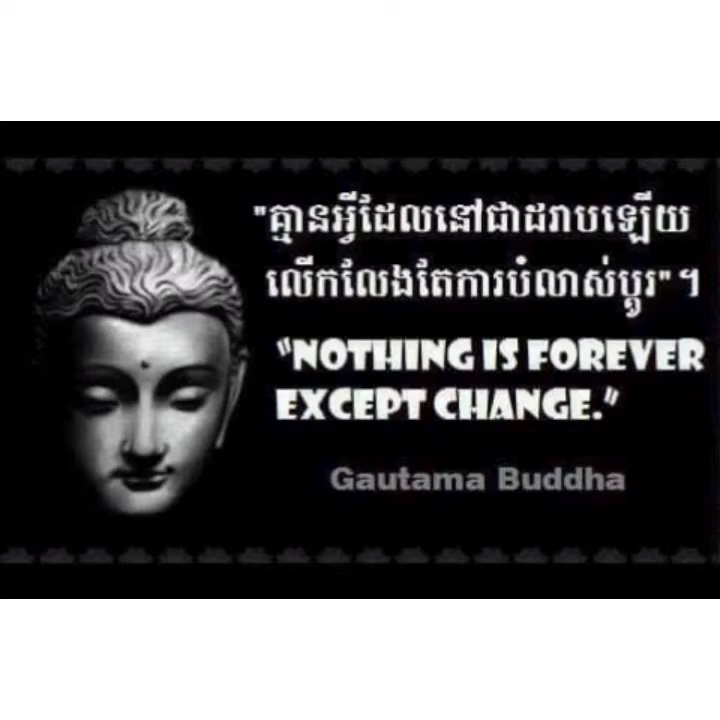 "គ្មានអ្វីដែលនៅជាដរាបឡើយ
លើកលែងតែការបំលាស់ប្តូរ"។
"NOTHING IS FOREVER
EXCEPT CHANGE."
Gautama Buddha